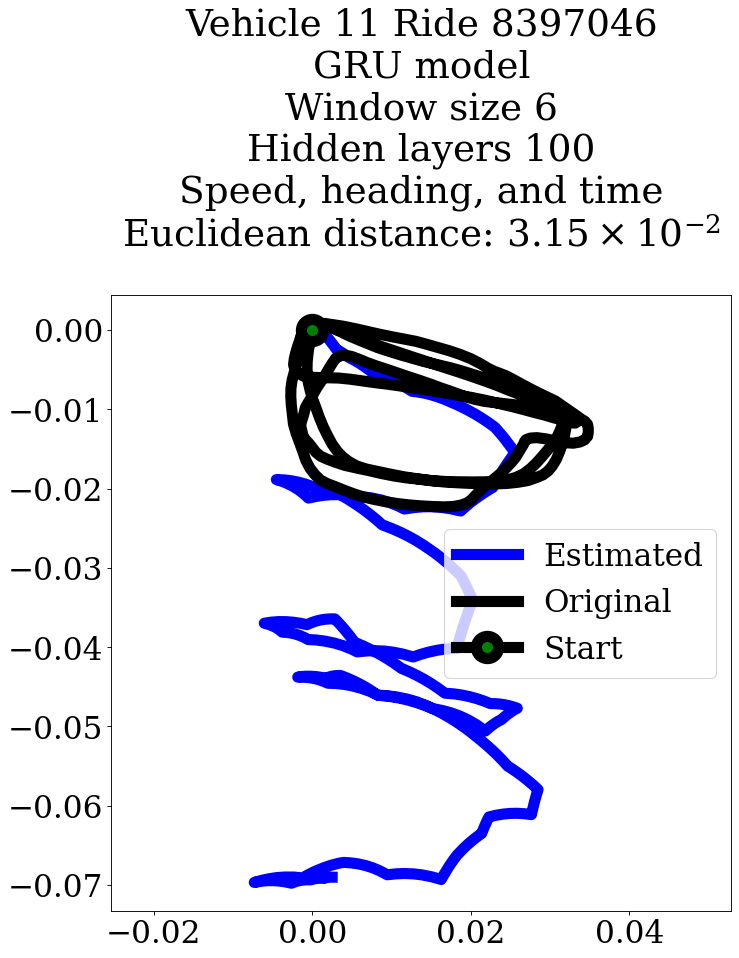 Vehicle 11 Ride 8397046
GRU model
Window size 6
Hidden layers 100
Speed, heading, and time
Euclidean distance: 3.15 × 10⁻²
0.00
−0.01
−0.02
−0.03
−0.04
−0.05
−0.06
−0.07
Estimated
Original
Start
−0.02 0.00 0.02 0.04